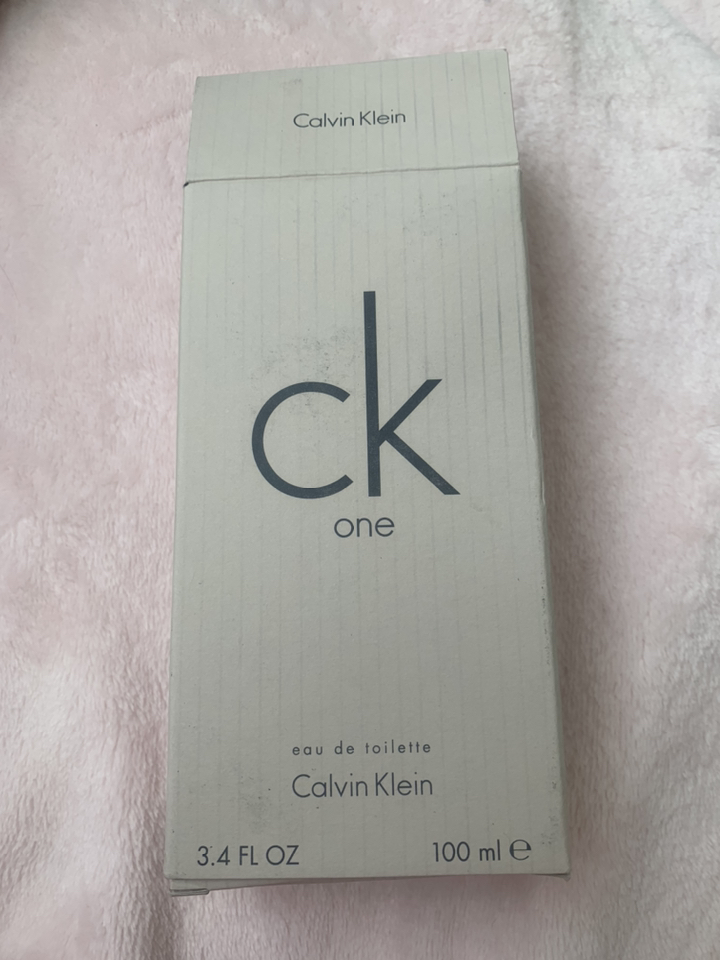 Calvin Klein
ck
one
eau de toilette
Calvin Klein
3.4 FL OZ 100 ml ℮